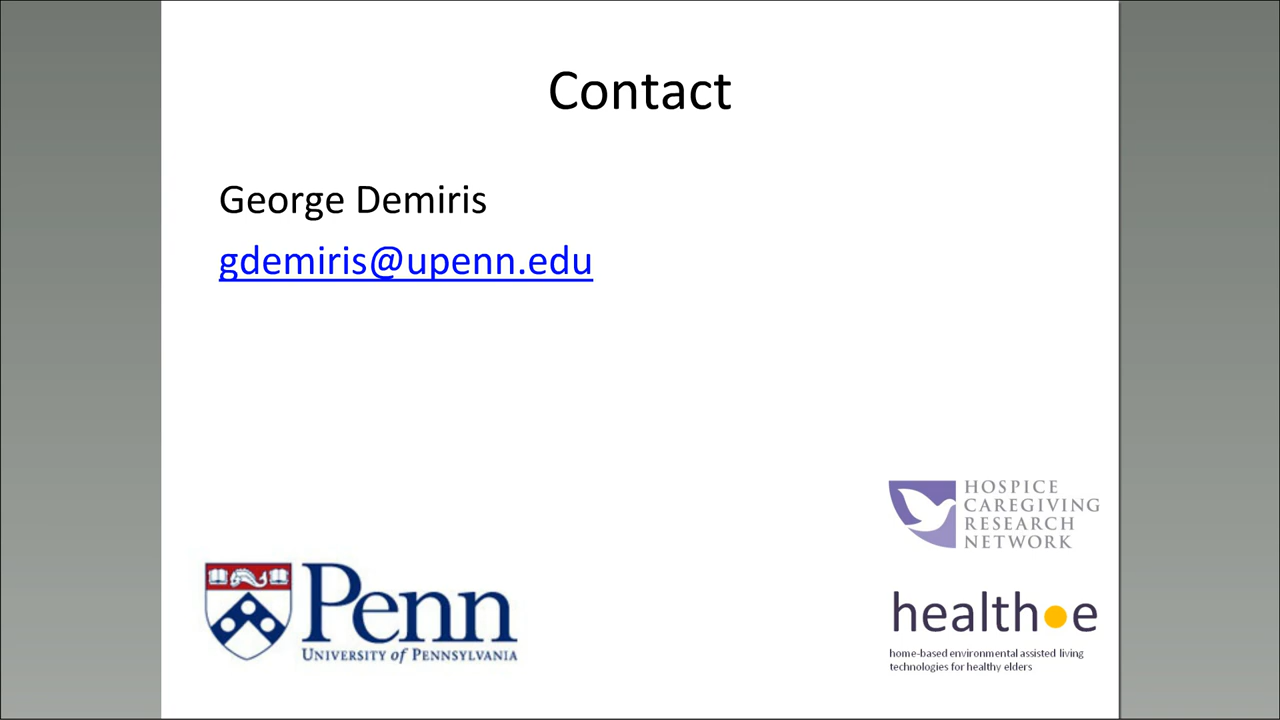 Contact
George Demiris
gdemiris@upenn.edu
HOSPICE
CAREGIVING
RESEARCH
NETWORK
Penn
UNIVERSITY of PENNSYLVANIA
health e
home-based environmental assisted living
technologies for healthy elders